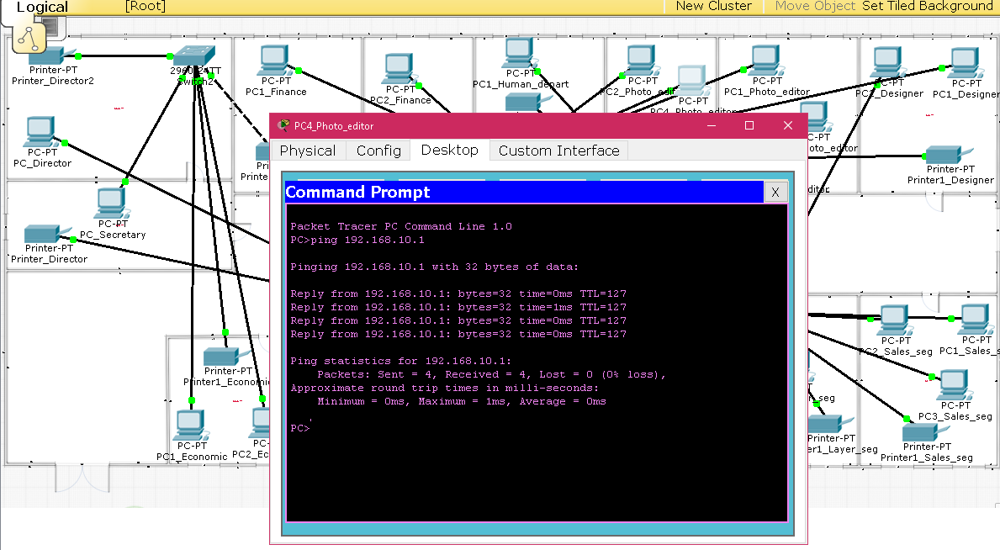 Logical [Root] New Cluster Move Object Set Tiled Background
Printer-PT
Printer_Director2
2960-24TT
Switch2
PC-PT
PC1_Finance
PC-PT
PC2_Finance
PC-PT
PC1_Human_depart
PC-PT
PC2_Photo_edi
PC-PT
PC4_Photo_editor
PC-PT
PC1_Photo_editor
PC-PT
PC2_Designer
PC-PT
PC1_Designer
C-PT
hoto_editor
Printer-PT
Printer1_Designer
ditor
PC-PT
PC_Director
Pri
Printe
PC-PT
PC_Secretary
Printer-PT
Printer_Director
PC4_Photo_editor
Physical Config Desktop Custom Interface
Command Prompt X
Packet Tracer PC Command Line 1.0
PC>ping 192.168.10.1
Pinging 192.168.10.1 with 32 bytes of data:
Reply from 192.168.10.1: bytes=32 time=0ms TTL=127
Reply from 192.168.10.1: bytes=32 time=1ms TTL=127
Reply from 192.168.10.1: bytes=32 time=0ms TTL=127
Reply from 192.168.10.1: bytes=32 time=0ms TTL=127
Ping statistics for 192.168.10.1:
Packets: Sent = 4, Received = 4, Lost = 0 (0% loss),
Approximate round trip times in milli-seconds:
Minimum = 0ms, Maximum = 1ms, Average = 0ms
PC>
Printer-PT
Printer1_Economi
PC-PT
PC1_Economic
PC-
PC2_Ec
PC-PT
PC2_Sales_seg
PC-PT
PC1_Sales_s
T
_seg
PC-PT
PC3_Sales_seg
Printer-PT
er1_Layer_seg
Printer-PT
Printer1_Sales_seg